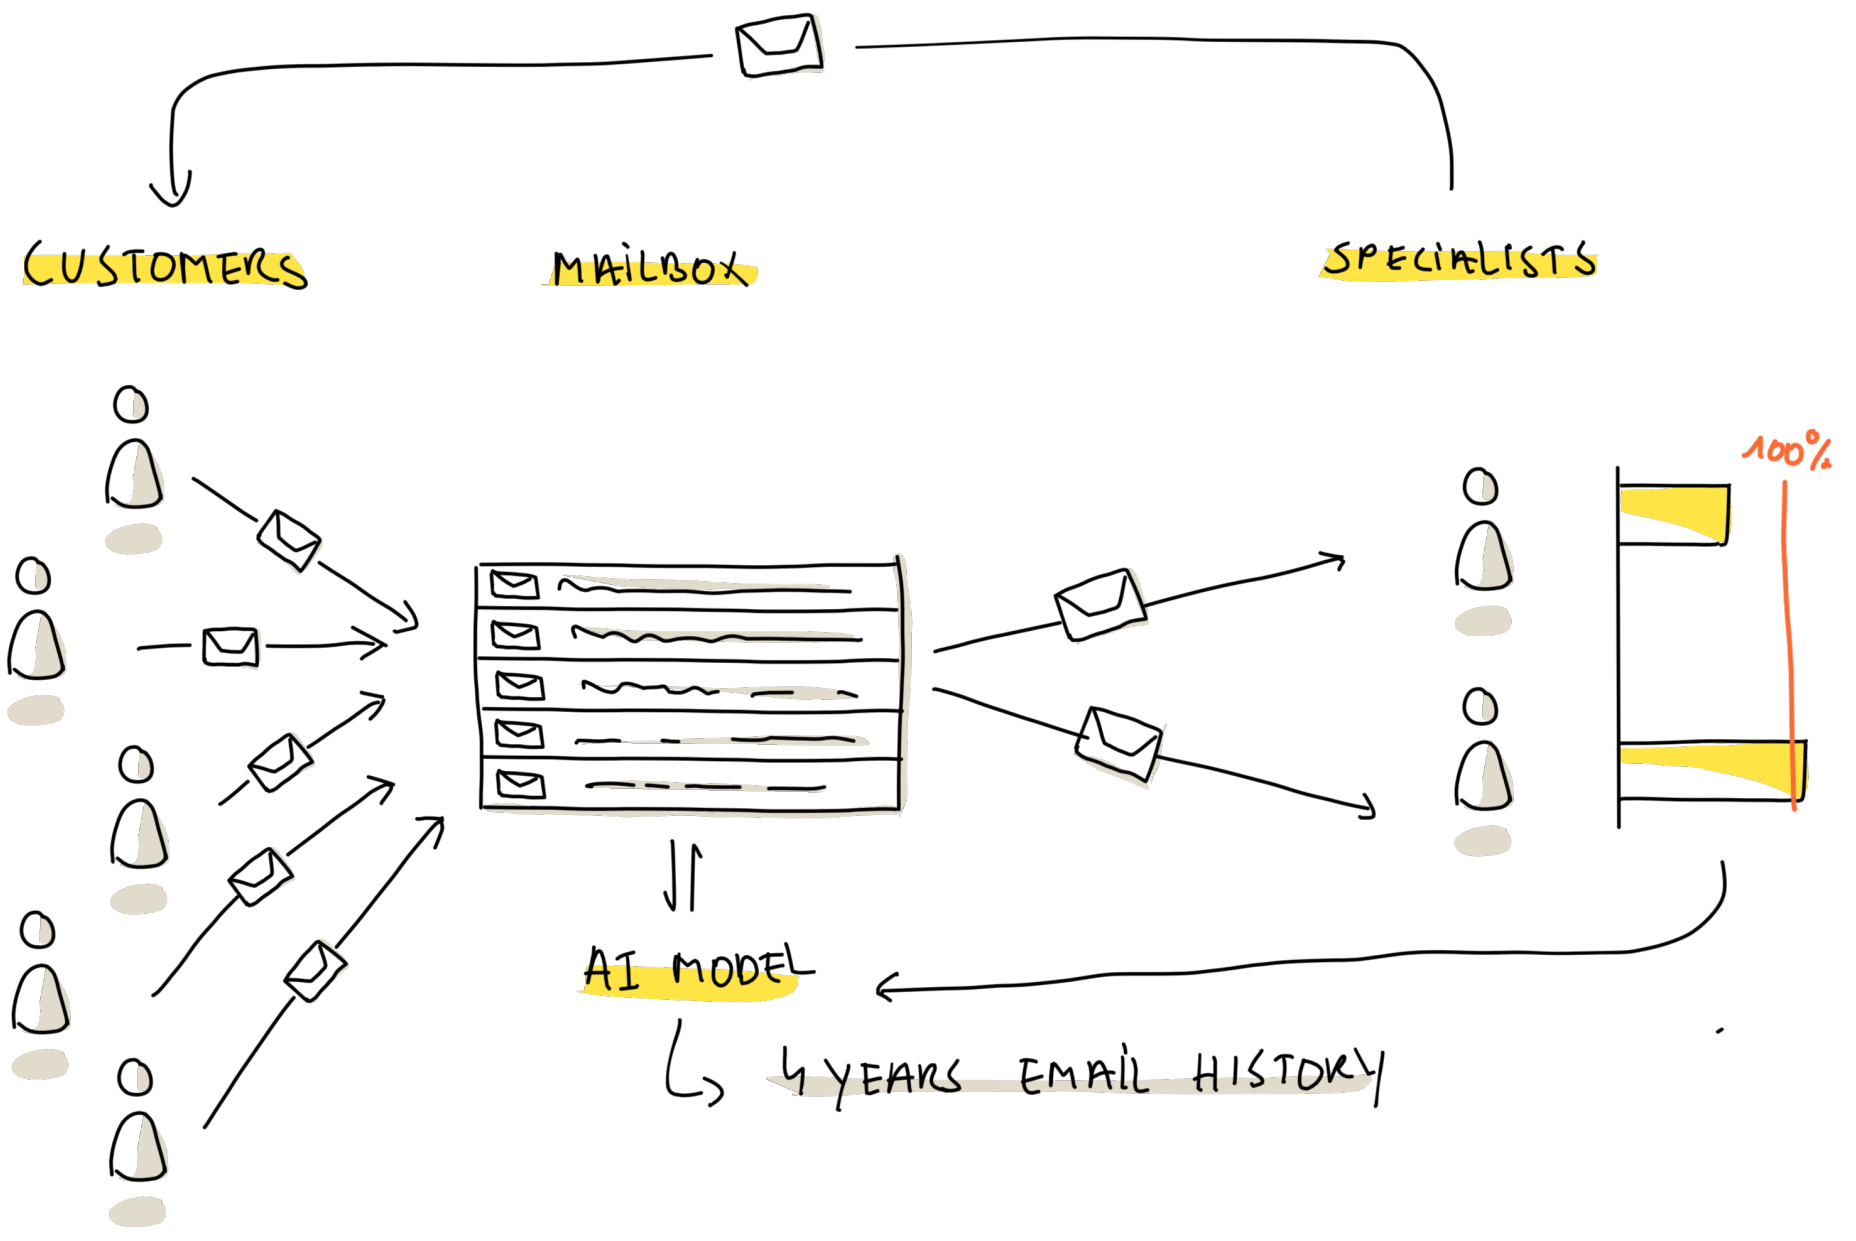 CUSTOMERS
MAILBOX
SPECIALISTS
100%
AI MODEL
4 YEARS EMAIL HISTORY